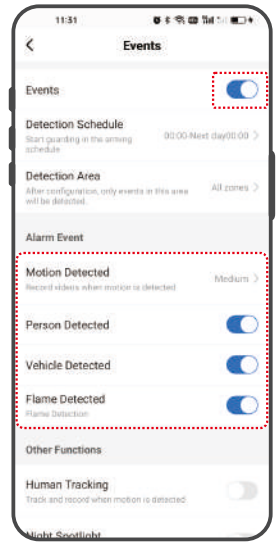 11:51
Events
Events
Detection Schedule
Start guarding in the arming
schedule
00:00-Next day00:00
Detection Area
After configuration, only events in this area
will be detected.
All zones
Alarm Event
Motion Detected
Record videos when motion is detected
Medium
Person Detected
Vehicle Detected
Flame Detected
Flame Detection
Other Functions
Human Tracking
Track and record when motion is detected
Night Spotlight